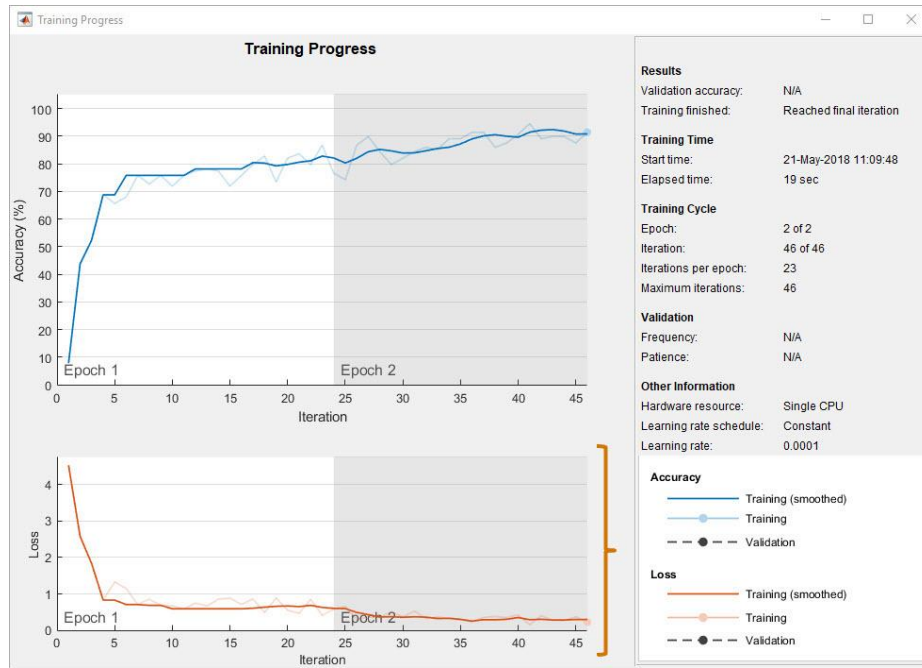 Training Progress
Training Progress
100
90
80
70
60
50
40
30
20
10
0
Accuracy (%)
Epoch 1
Epoch 2
0 5 10 15 20 25 30 35 40 45
Iteration
4
3
2
1
0
Loss
Epoch 1
Epoch 2
0 5 10 15 20 25 30 35 40 45
Iteration
Results
Validation accuracy: N/A
Training finished: Reached final iteration
Training Time
Start time: 21-May-2018 11:09:48
Elapsed time: 19 sec
Training Cycle
Epoch: 2 of 2
Iteration: 46 of 46
Iterations per epoch: 23
Maximum iterations: 46
Validation
Frequency: N/A
Patience: N/A
Other Information
Hardware resource: Single CPU
Learning rate schedule: Constant
Learning rate: 0.0001
Accuracy
Training (smoothed)
Training
Validation
Loss
Training (smoothed)
Training
Validation